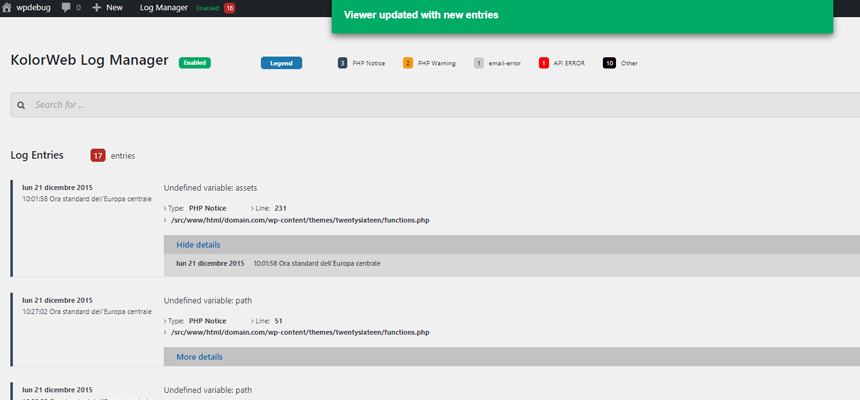 wpdebug 0 New Log Manager Enabled 16
Viewer updated with new entries
KolorWeb Log Manager Enabled Legend 3 PHP Notice 2 PHP Warning 1 email-error 1 API ERROR 10 Other
Search for ...
Log Entries 17 entries
lun 21 dicembre 2015 Undefined variable: assets
10:01:58 Ora standard dell'Europa centrale
Type: PHP Notice Line: 231
/src/www/html/domain.com/wp-content/themes/twentysixteen/functions.php
Hide details
lun 21 dicembre 2015 10:01:58 Ora standard dell'Europa centrale
lun 21 dicembre 2015 Undefined variable: path
10:27:02 Ora standard dell'Europa centrale
Type: PHP Notice Line: 51
/src/www/html/domain.com/wp-content/themes/twentysixteen/functions.php
More details
lun 21 dicembre 2015 Undefined variable: path